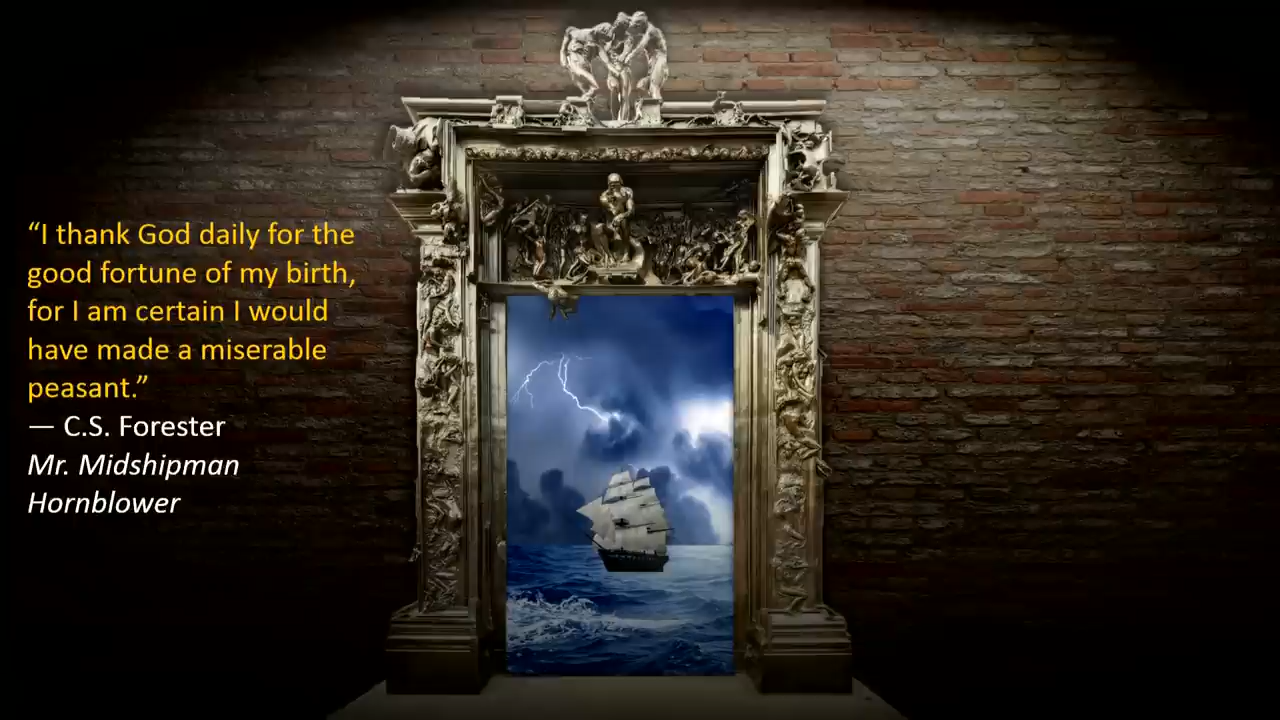 “I thank God daily for the
good fortune of my birth,
for I am certain I would
have made a miserable
peasant.”
— C.S. Forester
Mr. Midshipman
Hornblower